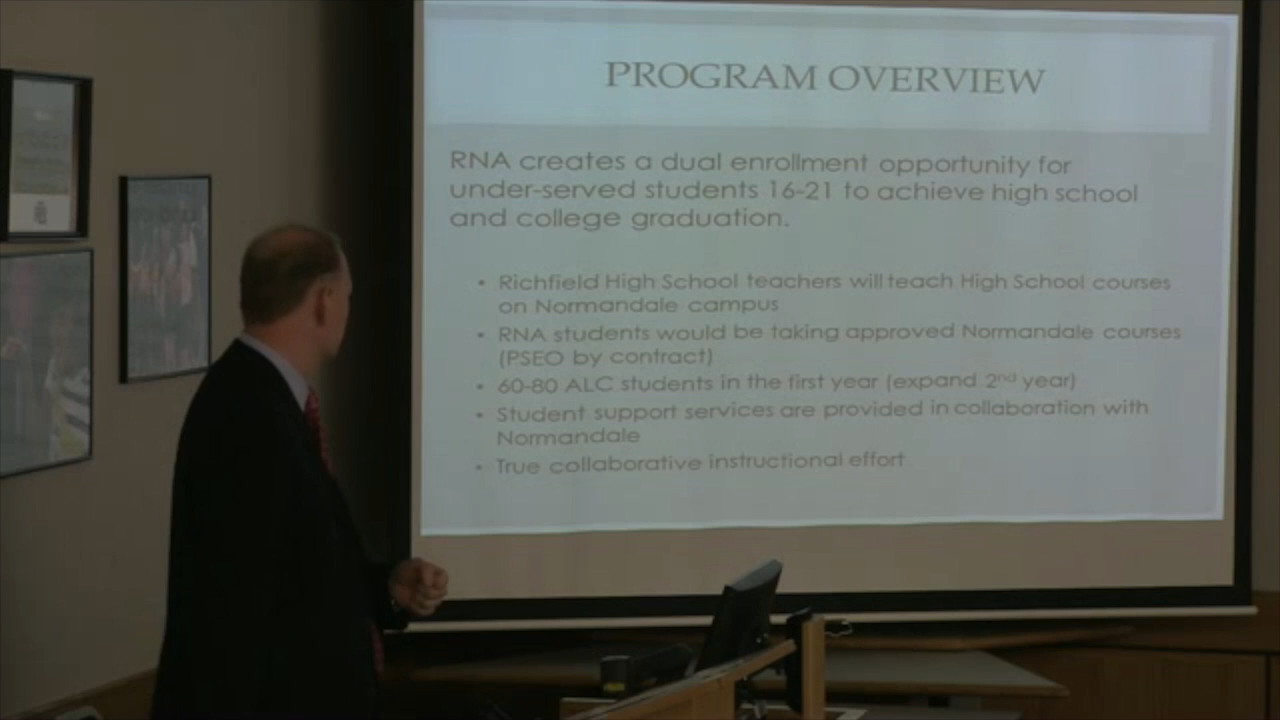 PROGRAM OVERVIEW
RNA creates a dual enrollment opportunity for
under-served students 16-21 to achieve high school
and college graduation.
• Richfield High School teachers will teach High School courses
on Normandale campus
• RNA students would be taking approved Normandale courses
(PSEO by contract)
• 60-80 ALC students in the first year (expand 2nd year)
• Student support services are provided in collaboration with
Normandale
• True collaborative instructional effort